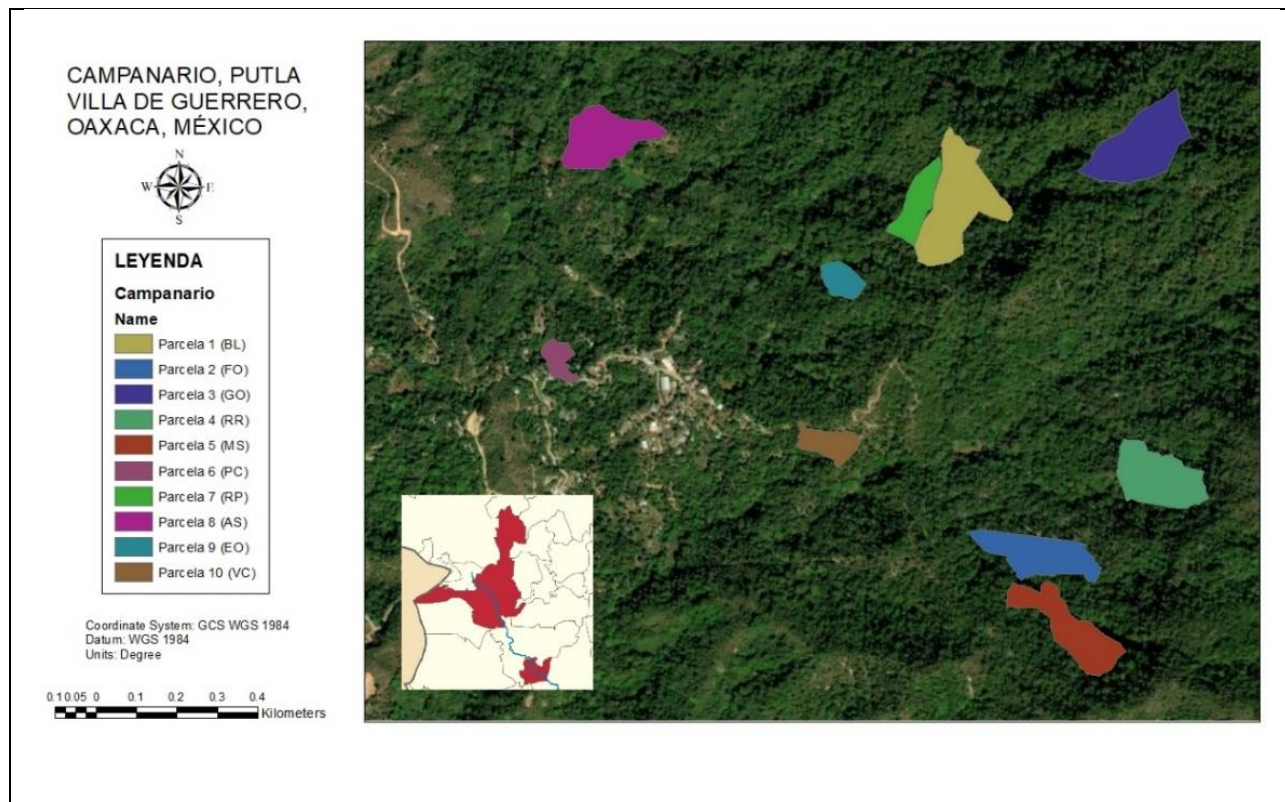 CAMPANARIO, PUTLA
VILLA DE GUERRERO,
OAXACA, MÉXICO
N
W E
S
LEYENDA
Campanario
Name
Parcela 1 (BL)
Parcela 2 (FO)
Parcela 3 (GO)
Parcela 4 (RR)
Parcela 5 (MS)
Parcela 6 (PC)
Parcela 7 (RP)
Parcela 8 (AS)
Parcela 9 (EO)
Parcela 10 (VC)
Coordinate System: GCS WGS 1984
Datum: WGS 1984
Units: Degree
0.10.05 0 0.1 0.2 0.3 0.4
Kilometers